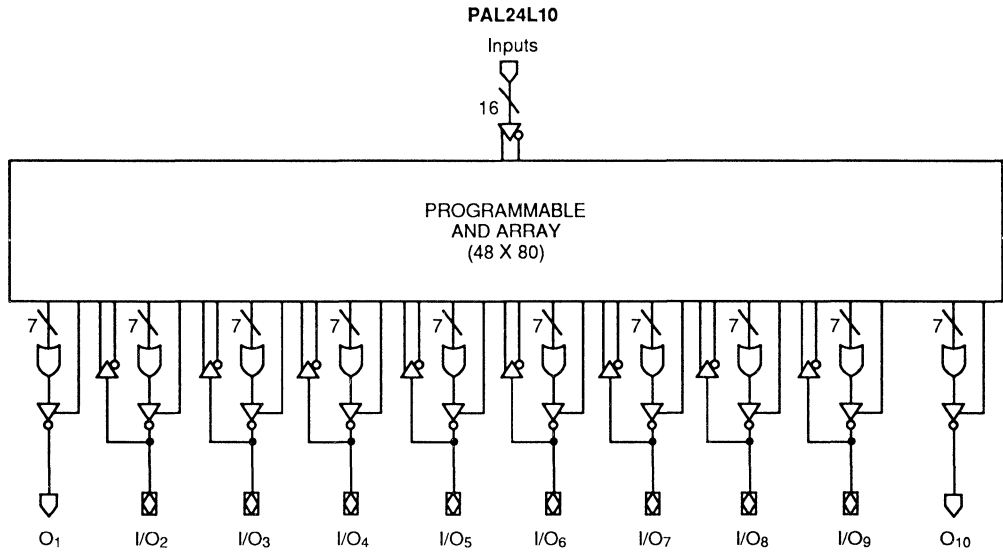 PAL24L10
Inputs
16
PROGRAMMABLE
AND ARRAY
(48 X 80)
7 7 7 7 7 7 7 7 7 7
O1 I/O2 I/O3 I/O4 I/O5 I/O6 I/O7 I/O8 I/O9 O10